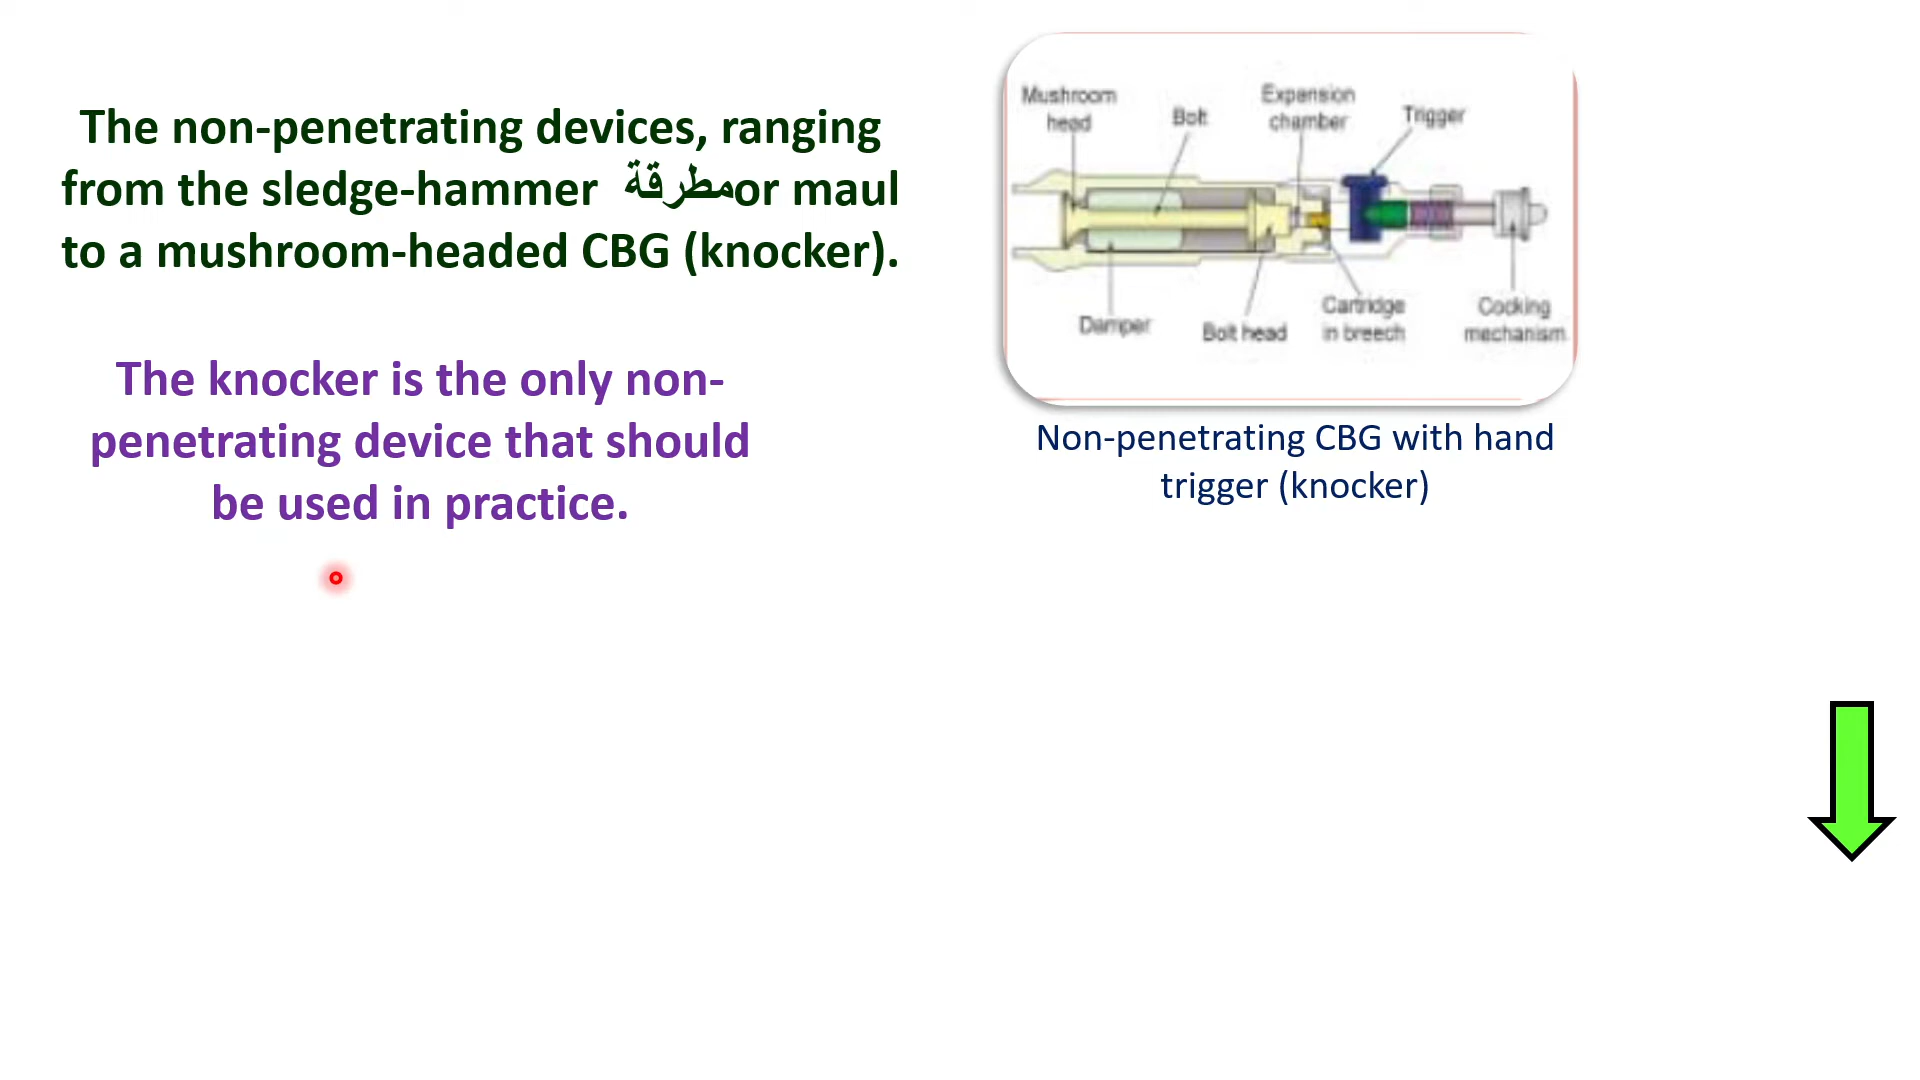 The non-penetrating devices, ranging
from the sledge-hammer مطرقة or maul
to a mushroom-headed CBG (knocker).
The knocker is the only non-
penetrating device that should
be used in practice.
Mushroom
head
Bolt
Expansion
chamber
Trigger
Damper
Bolt head
Cartridge
in breech
Cocking
mechanism
Non-penetrating CBG with hand
trigger (knocker)